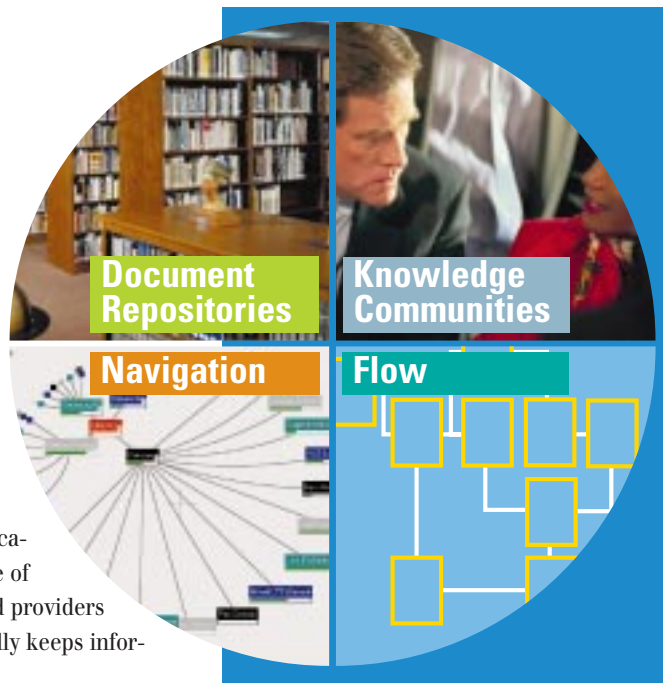 Document
Repositories
Knowledge
Communities
Navigation
Flow
ca-
e of
d providers
lly keeps infor-